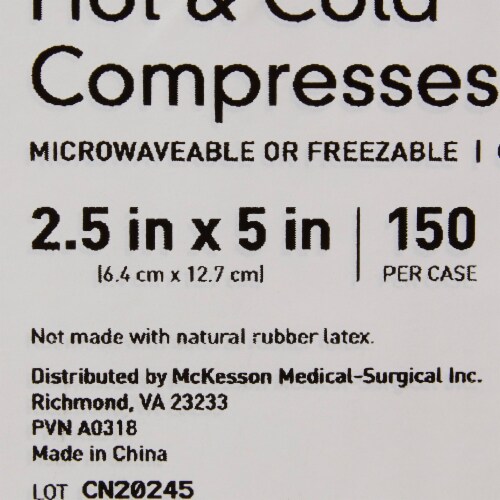 Hot & Cold
Compresses
MICROWAVEABLE OR FREEZABLE |
2.5 in x 5 in | 150
[6.4 cm x 12.7 cm] PER CASE
Not made with natural rubber latex.
Distributed by McKesson Medical-Surgical Inc.
Richmond, VA 23233
PVN A0318
Made in China
LOT CN20245